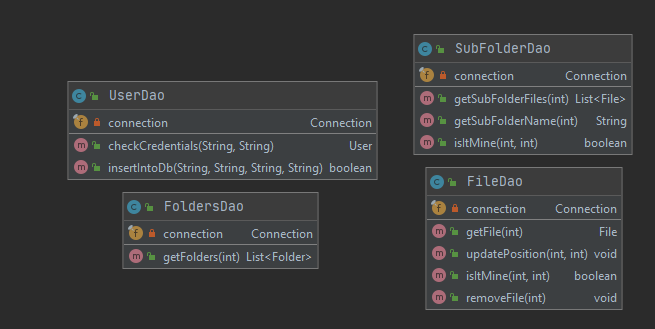 UserDao
connection Connection
checkCredentials(String, String) User
insertIntoDb(String, String, String, String) boolean
FoldersDao
connection Connection
getFolders(int) List<Folder>
SubFolderDao
connection Connection
getSubFolderFiles(int) List<File>
getSubFolderName(int) String
isItMine(int, int) boolean
FileDao
connection Connection
getFile(int) File
updatePosition(int, int) void
isItMine(int, int) boolean
removeFile(int) void